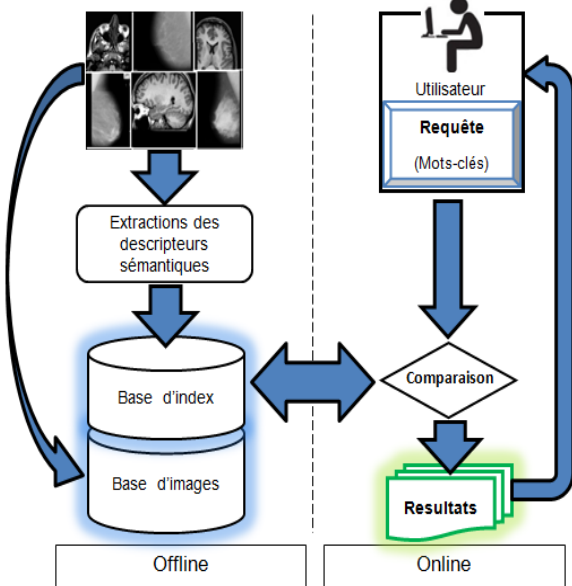 Utilisateur
Requête
(Mots-clés)
Extractions des
descripteurs
sémantiques
Comparaison
Base d'index
Base d'images
Resultats
Offline
Online